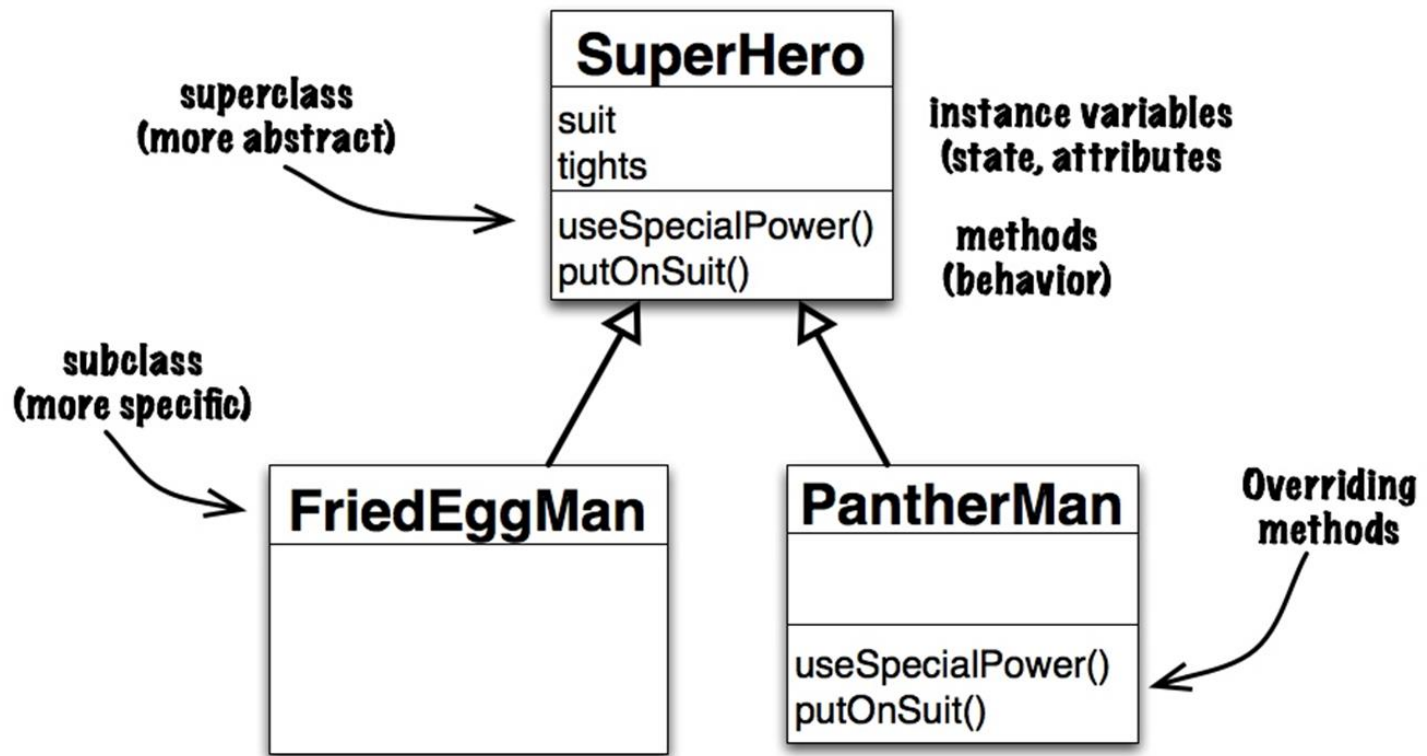 SuperHero
suit
tights
useSpecialPower()
putOnSuit()
superclass
(more abstract)
instance variables
(state, attributes
methods
(behavior)
subclass
(more specific)
FriedEggMan
PantherMan
useSpecialPower()
putOnSuit()
Overriding
methods